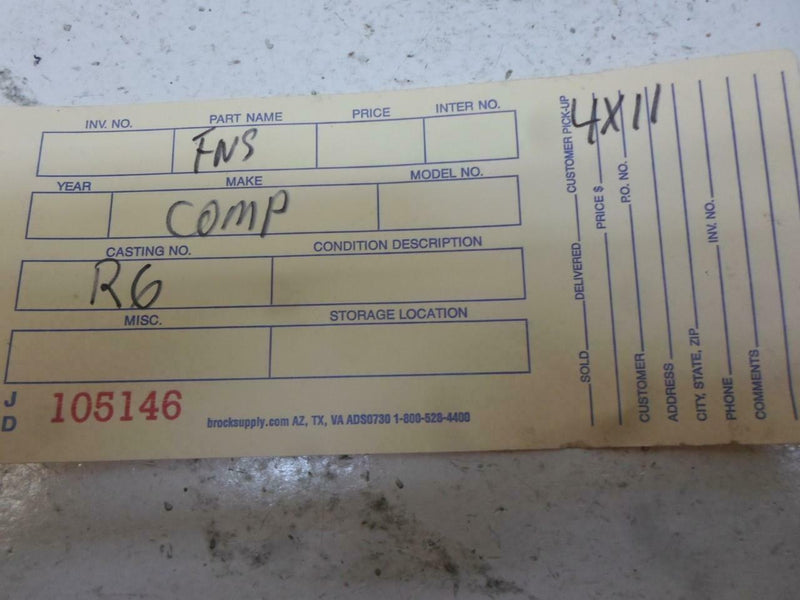 INV. NO. PART NAME PRICE INTER NO.
FNS
YEAR MAKE MODEL NO.
COMP
CASTING NO. CONDITION DESCRIPTION
R6
MISC. STORAGE LOCATION
J
D
105146
brocksupply.com AZ, TX, VA ADS0730 1-800-528-4400
4X11
SOLD DELIVERED CUSTOMER PICK-UP
PRICE $
P.O. NO.
CUSTOMER
ADDRESS
CITY, STATE, ZIP
PHONE INV. NO.
COMMENTS